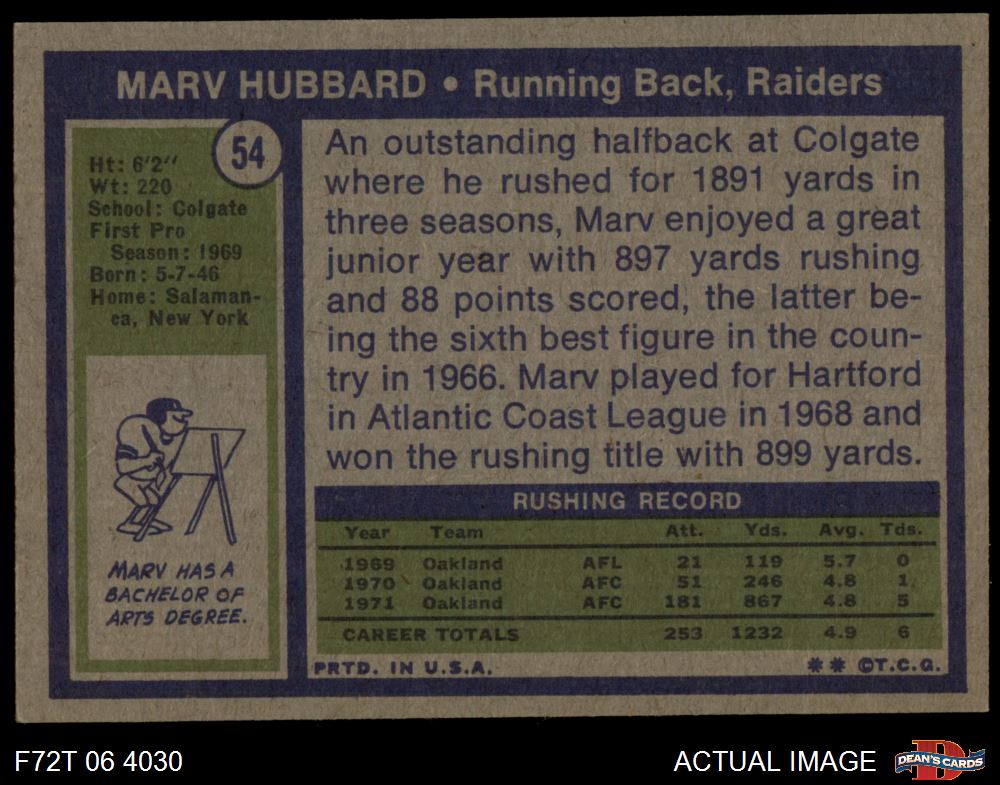 MARV HUBBARD • Running Back, Raiders
54
Ht: 6'2"
Wt: 220
School: Colgate
First Pro
Season: 1969
Born: 5-7-46
Home: Salaman-
ca, New York
MARV HAS A
BACHELOR OF
ARTS DEGREE.
An outstanding halfback at Colgate
where he rushed for 1891 yards in
three seasons, Marv enjoyed a great
junior year with 897 yards rushing
and 88 points scored, the latter be-
ing the sixth best figure in the coun-
try in 1966. Marv played for Hartford
in Atlantic Coast League in 1968 and
won the rushing title with 899 yards.
RUSHING RECORD
Year Team Att. Yds. Avg. Tds.
1969 Oakland AFL 21 119 5.7 0
1970 Oakland AFC 51 246 4.8 1
1971 Oakland AFC 181 867 4.8 5
CAREER TOTALS 253 1232 4.9 6
PRTD. IN U.S.A. ** ©T.C.G.
F72T 06 4030 ACTUAL IMAGE D DEAN'S CARDS